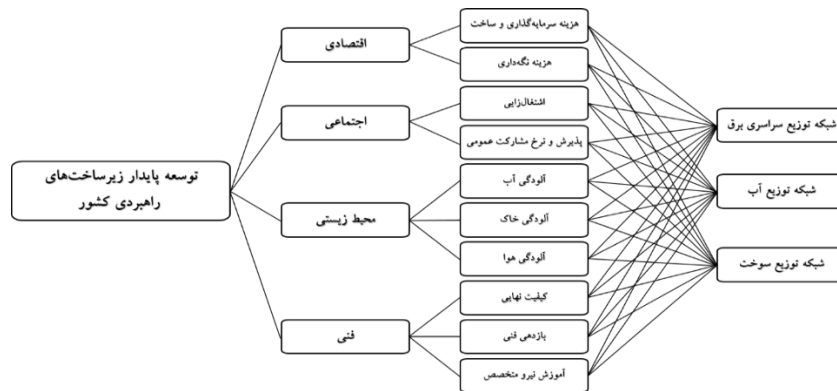 توسعه پایدار زیرساخت‌های
راهبردی کشور
اقتصادی
اجتماعی
محیط زیستی
فنی
هزینه سرمایه‌گذاری و ساخت
هزینه نگه‌داری
اشتغال‌زایی
پذیرش و نرخ مشارکت عمومی
آلودگی آب
آلودگی خاک
آلودگی هوا
کیفیت نهایی
بازدهی فنی
آموزش نیرو متخصص
شبکه توزیع سراسری برق
شبکه توزیع آب
شبکه توزیع سوخت